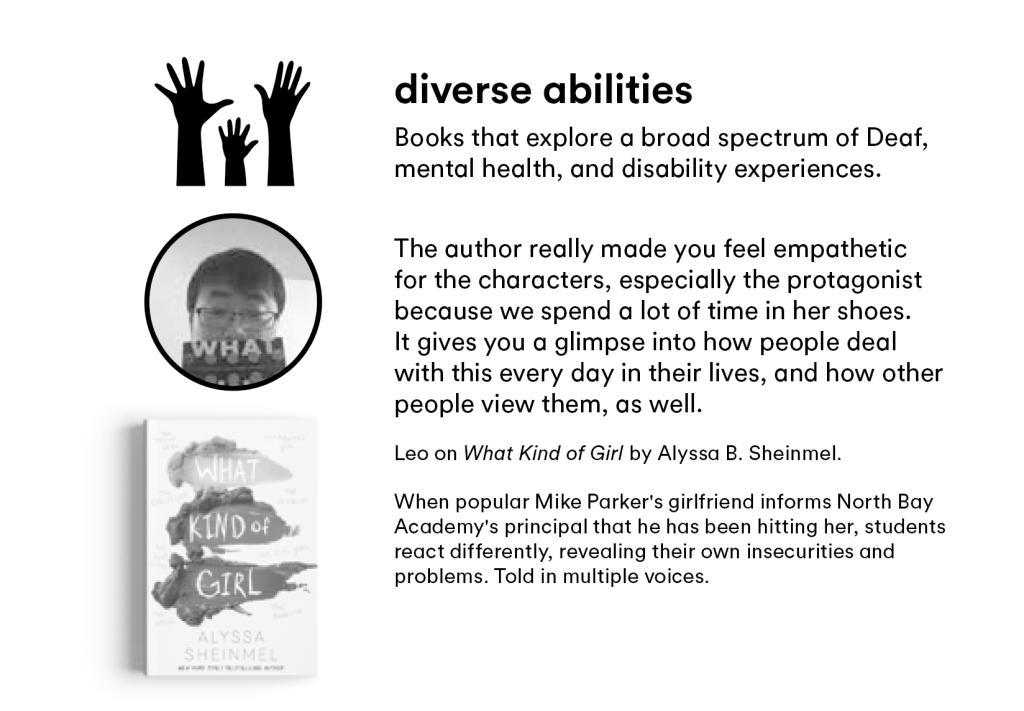 diverse abilities
Books that explore a broad spectrum of Deaf,
mental health, and disability experiences.
The author really made you feel empathetic
for the characters, especially the protagonist
because we spend a lot of time in her shoes.
It gives you a glimpse into how people deal
with this every day in their lives, and how other
people view them, as well.
Leo on What Kind of Girl by Alyssa B. Sheinmel.
When popular Mike Parker's girlfriend informs North Bay
Academy's principal that he has been hitting her, students
react differently, revealing their own insecurities and
problems. Told in multiple voices.
WHAT
WHAT
KIND of
GIRL
ALYSSA
SHEINMEL
NEW YORK TIMES BESTSELLING AUTHOR